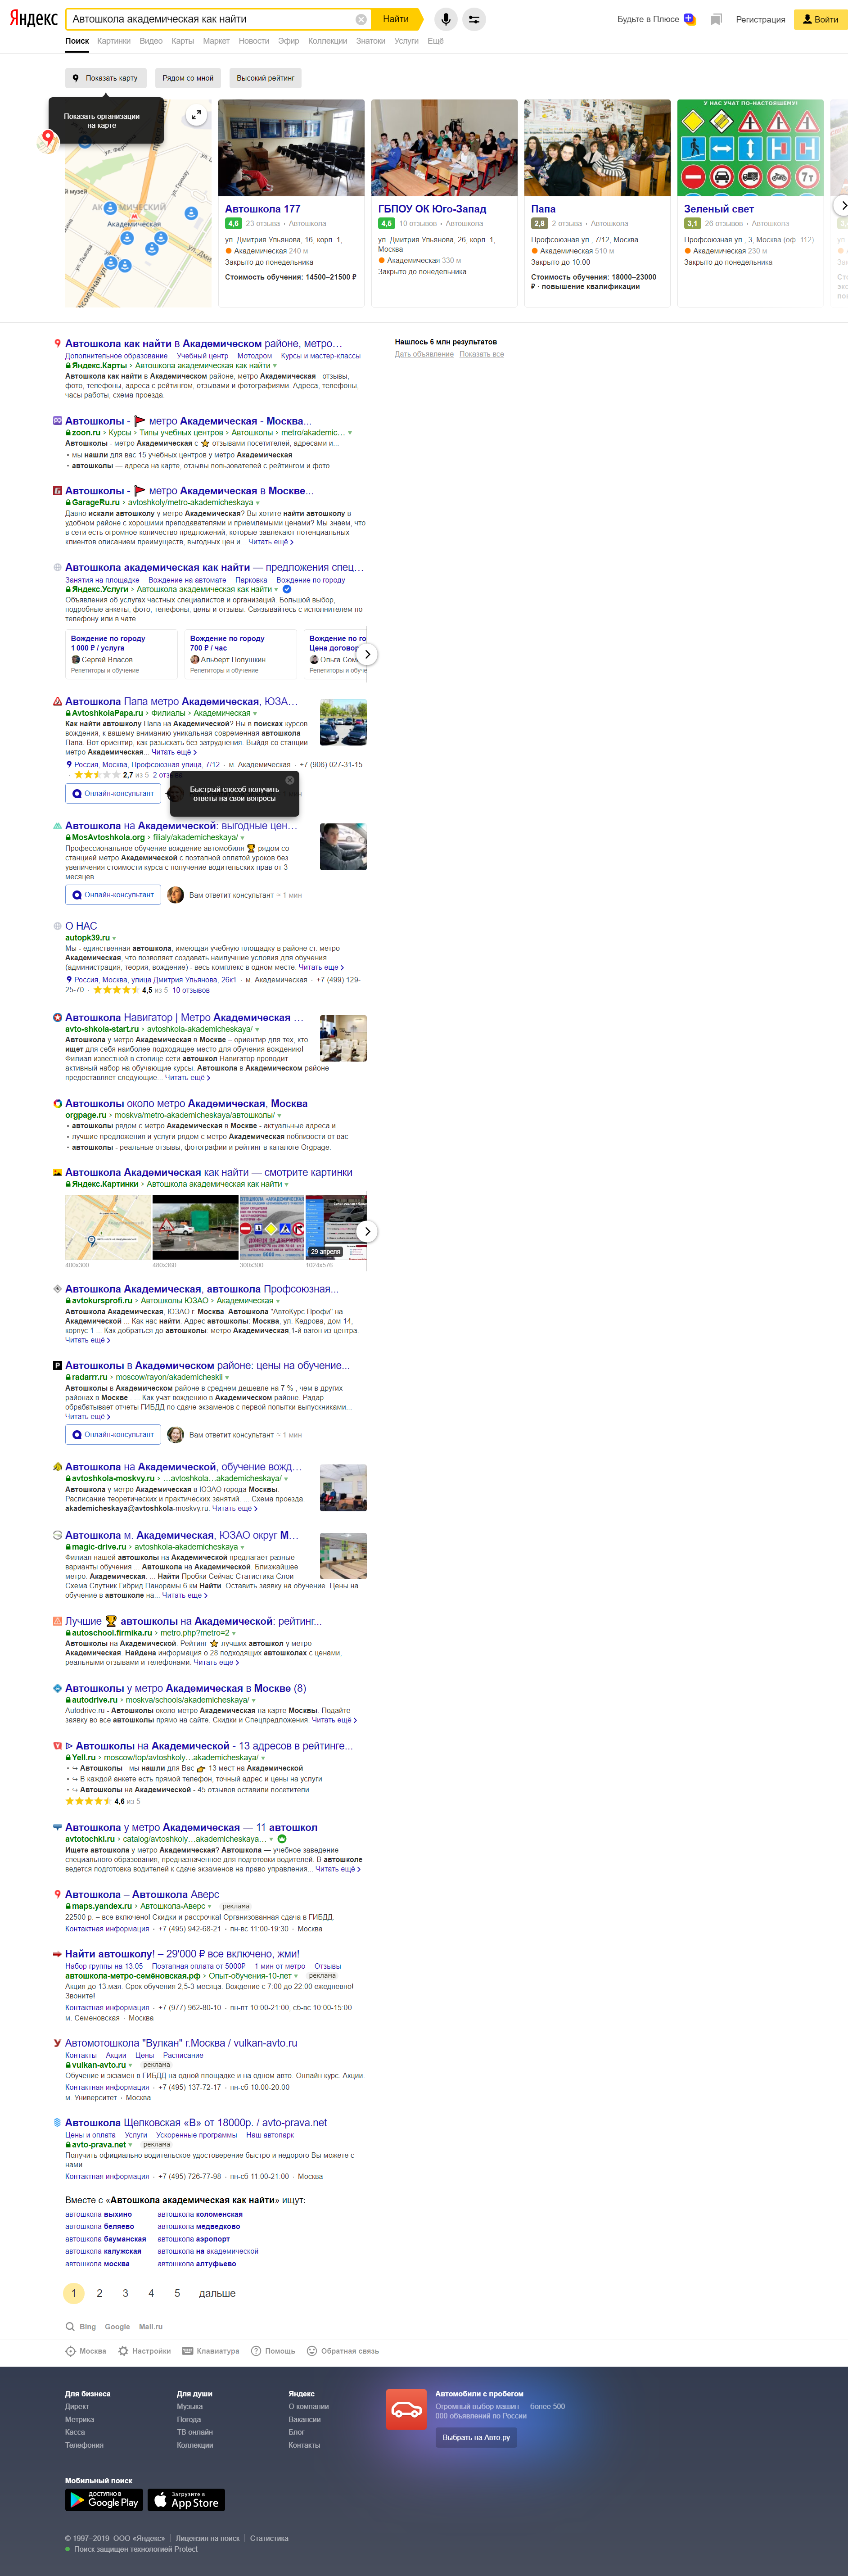 Яндекс
Автошкола академическая как найти
Найти
Будьте в Плюсе
Регистрация
Войти
Поиск Картинки Видео Карты Маркет Новости Эфир Коллекции Знатоки Услуги Ещё
Показать карту
Рядом со мной
Высокий рейтинг
Показать организации
на карте
Академическая
Автошкола 177
4,6 23 отзыва • Автошкола
ул. Дмитрия Ульянова, 16, корп. 1, ...
Академическая 240 м
Закрыто до понедельника
Стоимость обучения: 14500–21500 ₽
ГБПОУ ОК Юго-Запад
4,5 10 отзывов • Автошкола
ул. Дмитрия Ульянова, 26, корп. 1,
Москва
Академическая 330 м
Закрыто до понедельника
Папа
2,8 2 отзыва • Автошкола
Профсоюзная ул., 7/12, Москва
Академическая 510 м
Закрыто до 10:00
Стоимость обучения: 18000–23000
₽ · повышение квалификации
У НАС УЧАТ ПО-НАСТОЯЩЕМУ!
Зеленый свет
3,1 26 отзывов • Автошкола
Профсоюзная ул., 3, Москва (оф. 112)
Академическая 230 м
Закрыто до понедельника
Нашлось 6 млн результатов
Дать объявление Показать все
Автошкола как найти в Академическом районе, метро…
Дополнительное образование Учебный центр Мотодром Курсы и мастер-классы
Яндекс.Карты › Автошкола академическая как найти
Автошкола как найти в Академическом районе, метро Академическая - отзывы,
фото, телефоны, адреса с рейтингом, отзывами и фотографиями. Адреса, телефоны,
часы работы, схема проезда.
Автошколы - метро Академическая - Москва...
zoon.ru › Курсы › Типы учебных центров › Автошколы › metro/akademic…
Автошколы - метро Академическая с отзывами посетителей, адресами и...
• мы нашли для вас 15 учебных центров у метро Академическая
• автошколы — адреса на карте, отзывы пользователей с рейтингом и фото.
Автошколы - метро Академическая в Москве...
GarageRu.ru › avtoshkoly/metro-akademicheskaya
Давно искали автошколу у метро Академическая? Вы хотите найти автошколу в
удобном районе с хорошими преподавателями и приемлемыми ценами? Мы знаем, что
в сети есть огромное количество предложений, которые завлекают потенциальных
клиентов описанием преимуществ, выгодных цен и... Читать ещё
Автошкола академическая как найти — предложения спец…
Занятия на площадке Вождение на автомате Парковка Вождение по городу
Яндекс.Услуги › Автошкола академическая как найти
Объявления об услугах частных специалистов и организаций. Большой выбор,
подробные анкеты, фото, телефоны, цены и отзывы. Связывайтесь с исполнителем по
телефону или в чате.
Вождение по городу
1 000 ₽ / услуга
Сергей Власов
Репетиторы и обучение
Вождение по городу
700 ₽ / час
Альберт Полушкин
Репетиторы и обучение
Вождение по го
Цена договор
Ольга Сом
Репетиторы и обуче
Автошкола Папа метро Академическая, ЮЗА…
AvtoshkolaPapa.ru › Филиалы › Академическая
Как найти автошколу Папа на Академической? Вы в поисках курсов
вождения, к вашему вниманию уникальная современная автошкола
Папа. Вот ориентир, как разыскать без затруднения. Выйдя со станции
метро Академическая... Читать ещё
Россия, Москва, Профсоюзная улица, 7/12 · м. Академическая · +7 (906) 027-31-15
· 2,7 из 5 2 отзыва
Онлайн-консультант
Быстрый способ получить
ответы на свои вопросы
Автошкола на Академической: выгодные цен…
MosAvtoshkola.org › filialy/akademicheskaya/
Профессиональное обучение вождение автомобиля рядом со
станцией метро Академической с поэтапной оплатой уроков без
увеличения стоимости курса с получение водительских прав от 3
месяцев.
Онлайн-консультант Вам ответит консультант ≈ 1 мин
О НАС
autopk39.ru
Мы - единственная автошкола, имеющая учебную площадку в районе ст. метро
Академическая, что позволяет создавать наилучшие условия для обучения
(администрация, теория, вождение) - весь комплекс в одном месте. Читать ещё
Россия, Москва, улица Дмитрия Ульянова, 26к1 · м. Академическая · +7 (499) 129-
25-70 · 4,5 из 5 10 отзывов
Автошкола Навигатор | Метро Академическая …
avto-shkola-start.ru › avtoshkola-akademicheskaya/
Автошкола у метро Академическая в Москве – ориентир для тех, кто
ищет для себя наиболее подходящее место для обучения вождению!
Филиал известной в столице сети автошкол Навигатор проводит
активный набор на обучающие курсы. Автошкола в Академическом районе
предоставляет следующие... Читать ещё
Автошколы около метро Академическая, Москва
orgpage.ru › moskva/metro-akademicheskaya/автошколы/
• автошколы рядом с метро Академическая в Москве - актуальные адреса и
• лучшие предложения и услуги рядом с метро Академическая поблизости от вас
• автошколы - реальные отзывы, фотографии и рейтинг в каталоге Orgpage.
Автошкола Академическая как найти — смотрите картинки
Яндекс.Картинки › Автошкола академическая как найти
29 апреля
400x300 480x360 300x300 1024x576
Автошкола Академическая, автошкола Профсоюзная...
avtokursprofi.ru › Автошколы ЮЗАО › Академическая
Автошкола Академическая, ЮЗАО г. Москва. Автошкола "АвтоКурс Профи" на
Академической ... Как нас найти. Адрес автошколы: Москва, ул. Кедрова, дом 14,
корпус 1 ... Как добраться до автошколы: метро Академическая,1-й вагон из центра.
Читать ещё
Автошколы в Академическом районе: цены на обучение...
radarrr.ru › moscow/rayon/akademicheskii
Автошколы в Академическом районе в среднем дешевле на 7 % , чем в других
районах в Москве. ... Как учат вождению в Академическом районе. Радар
обрабатывает отчеты ГИБДД по сдаче экзаменов с первой попытки выпускниками...
Читать ещё
Онлайн-консультант Вам ответит консультант ≈ 1 мин
Автошкола на Академической, обучение вожд…
avtoshkola-moskvy.ru › …avtoshkola…akademicheskaya/
Автошкола у метро Академическая в ЮЗАО города Москвы.
Расписание теоретических и практических занятий. ... Схема проезда.
akademicheskaya@avtoshkola-moskvy.ru. Читать ещё
Автошкола м. Академическая, ЮЗАО округ М…
magic-drive.ru › avtoshkola-akademicheskaya
Филиал нашей автошколы на Академической предлагает разные
варианты обучения ... Автошкола на Академической. Ближзайшее
метро: Академическая. ... Найти Пробки Сейчас Статистика Слои
Схема Спутник Гибрид Панорамы 6 км Найти. Оставить заявку на обучение. Цены на
обучение в автошколе на... Читать ещё
Лучшие автошколы на Академической: рейтинг...
autoschool.firmika.ru › metro.php?metro=2
Автошколы на Академической. Рейтинг лучших автошкол у метро
Академическая. Найдена информация о 28 подходящих автошколах с ценами,
реальными отзывами и телефонами. Читать ещё
Автошколы у метро Академическая в Москве (8)
autodrive.ru › moskva/schools/akademicheskaya/
Autodrive.ru - Автошколы около метро Академическая на карте Москвы. Подайте
заявку во все автошколы прямо на сайте. Скидки и Спецпредложения. Читать ещё
ᐉ Автошколы на Академической - 13 адресов в рейтинге...
Yell.ru › moscow/top/avtoshkoly…akademicheskaya/
• ↪ Автошколы - мы нашли для Вас 13 мест на Академической
• ↪ В каждой анкете есть прямой телефон, точный адрес и цены на услуги
• ↪ Автошколы на Академической - 45 отзывов оставили посетители.
4,6 из 5
Автошкола у метро Академическая — 11 автошкол
avtotochki.ru › catalog/avtoshkoly…akademicheskaya…
Ищете автошкола у метро Академическая? Автошкола — учебное заведение
специального образования, предназначенное для подготовки водителей. В автошколе
ведется подготовка водителей к сдаче экзаменов на право управления... Читать ещё
Автошкола – Автошкола Аверс
maps.yandex.ru › Автошкола-Аверс реклама
22500 р. – все включено! Скидки и рассрочка! Организованная сдача в ГИБДД.
Контактная информация · +7 (495) 942-68-21 · пн-вс 11:00-19:30 · Москва
Найти автошколу! – 29'000 ₽ все включено, жми!
Набор группы на 13.05 Поэтапная оплата от 5000₽ 1 мин от метро Отзывы
автошкола-метро-семёновская.рф › Опыт-обучения-10-лет реклама
Акция до 13.мая. Срок обучения 2,5-3 месяца. Вождение с 7:00 до 22:00 ежедневно!
Звоните!
Контактная информация · +7 (977) 962-80-10 · пн-пт 10:00-21:00, сб-вс 10:00-15:00
м. Семеновская · Москва
Автомотошкола "Вулкан" г.Москва / vulkan-avto.ru
Контакты Акции Цены Расписание
vulkan-avto.ru реклама
Обучение и экзамен в ГИБДД на одной площадке и на одном авто. Онлайн курс. Акции.
Контактная информация · +7 (495) 137-72-17 · пн-сб 10:00-20:00
м. Университет · Москва
Автошкола Щелковская «В» от 18000р. / avto-prava.net
Цены и оплата Услуги Ускоренные программы Наш автопарк
avto-prava.net реклама
Получить официально водительское удостоверение быстро и недорого Вы можете с
нами.
Контактная информация · +7 (495) 726-77-98 · пн-сб 11:00-21:00 · Москва
Вместе с «Автошкола академическая как найти» ищут:
автошкола выхино автошкола коломенская
автошкола беляево автошкола медведково
автошкола бауманская автошкола аэропорт
автошкола калужская автошкола на академической
автошкола москва автошкола алтуфьево
1 2 3 4 5 дальше
Bing Google Mail.ru
Москва Настройки Клавиатура Помощь Обратная связь
Для бизнеса
Директ
Метрика
Касса
Телефония
Для души
Музыка
Погода
ТВ онлайн
Коллекции
Яндекс
О компании
Вакансии
Блог
Контакты
Автомобили с пробегом
Огромный выбор машин — более 500
000 объявлений по России
Выбрать на Авто.ру
Мобильный поиск
ДОСТУПНО В
Google Play
Загрузите в
App Store
© 1997–2019 ООО «Яндекс» Лицензия на поиск Статистика
Поиск защищён технологией Protect